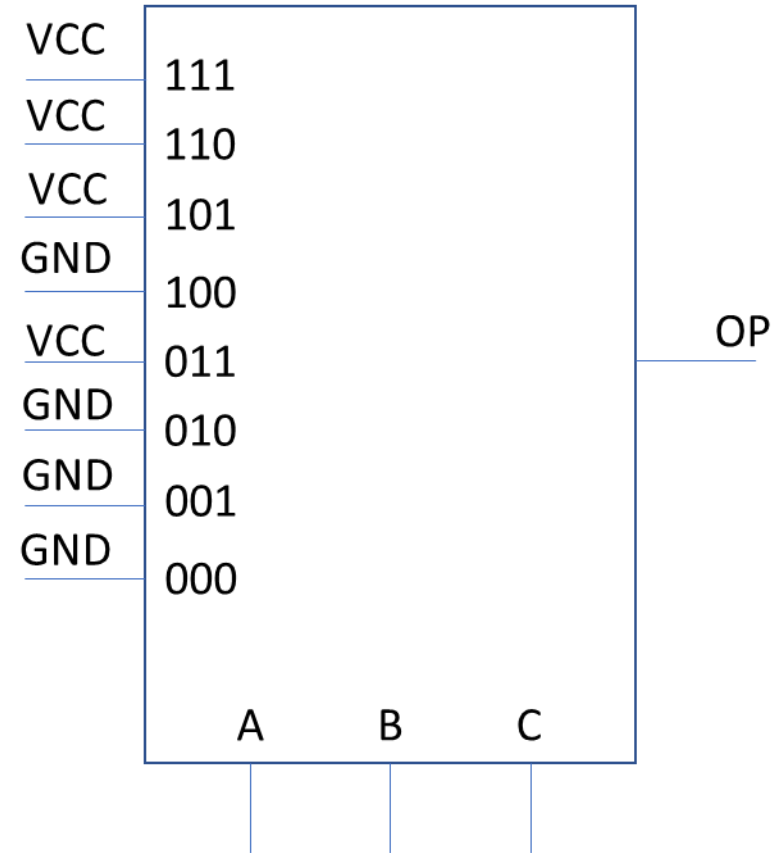 VCC
111
VCC
110
VCC
101
GND
100
OP
VCC
011
GND
010
GND
001
GND
000
A B C